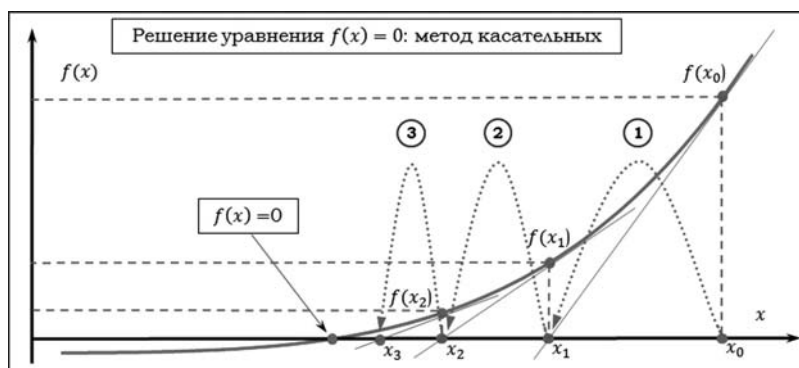 Решение уравнения f(x) = 0: метод касательных
f(x)
f(x₀)
3
2
1
f(x) =0
f(x₁)
f(x₂)
x
x₃
x₂
x₁
x₀